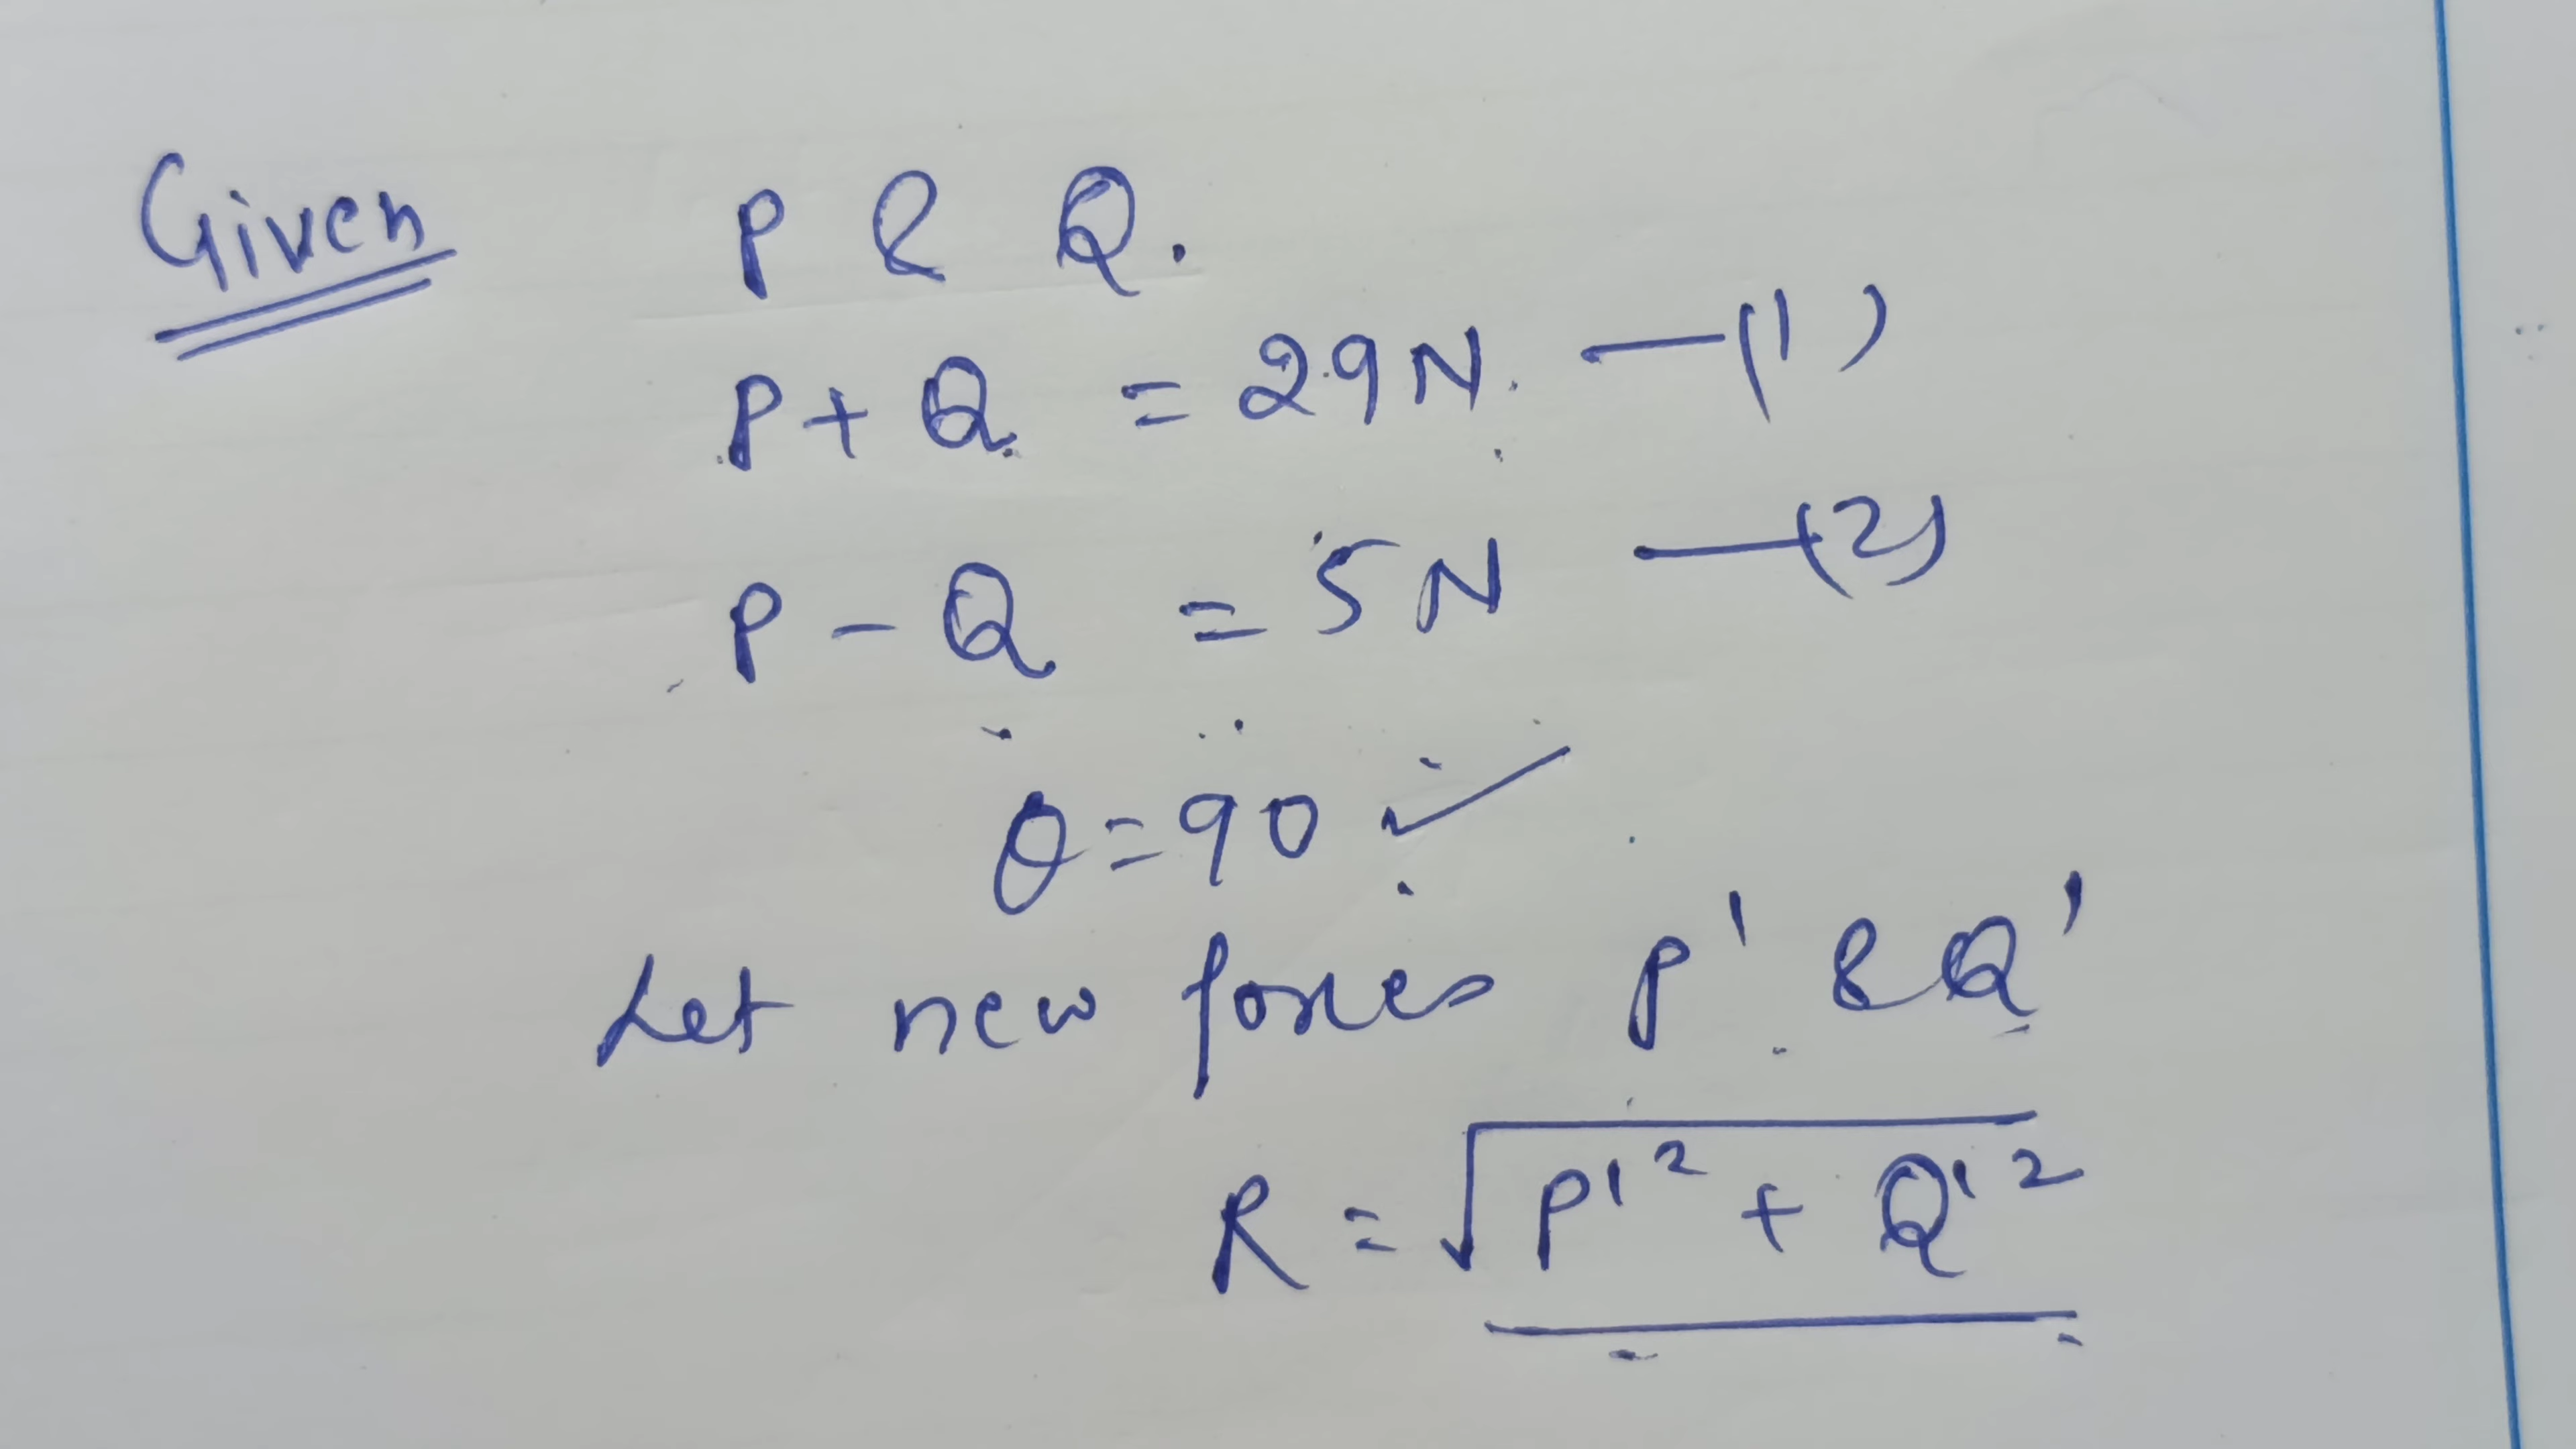 Given P & Q.
P + Q = 29N. —(1)
P - Q = 5N —(2)
θ = 90 ✓
Let new forces P' & Q'
R = √P'² + Q'²